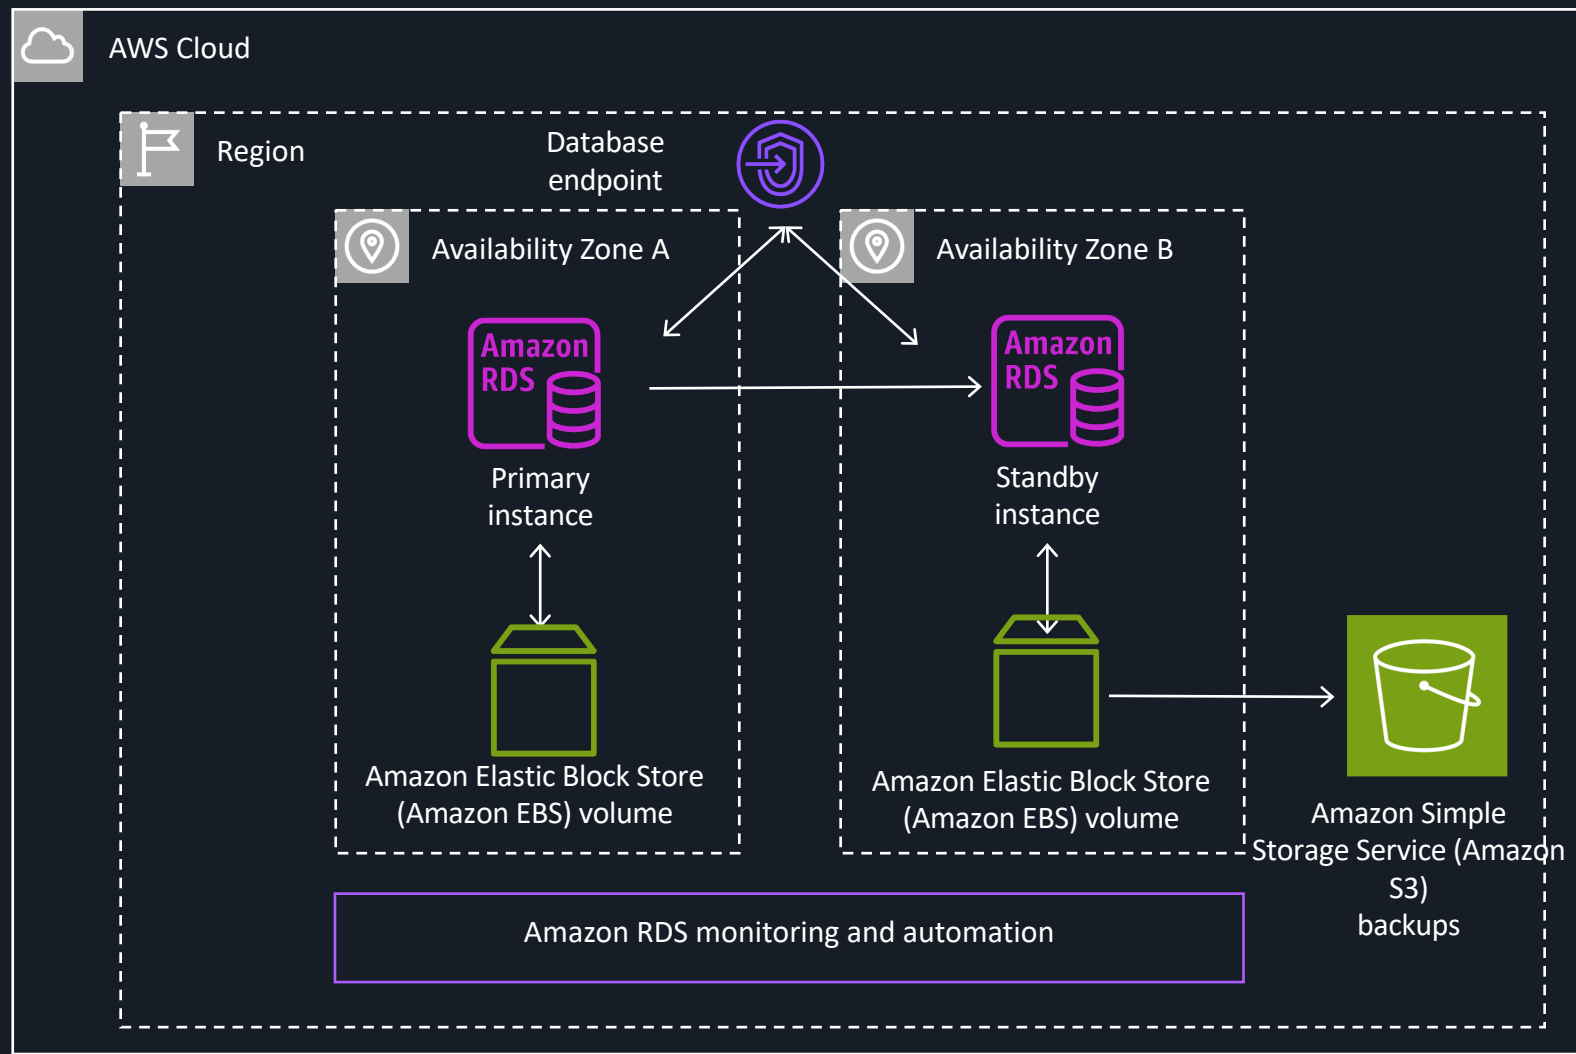 AWS Cloud
Region
Database
endpoint
Availability Zone A
Availability Zone B
Amazon
RDS
Amazon
RDS
Primary
instance
Standby
instance
Amazon Elastic Block Store
(Amazon EBS) volume
Amazon Elastic Block Store
(Amazon EBS) volume
Amazon Simple
Storage Service (Amazon
S3)
backups
Amazon RDS monitoring and automation